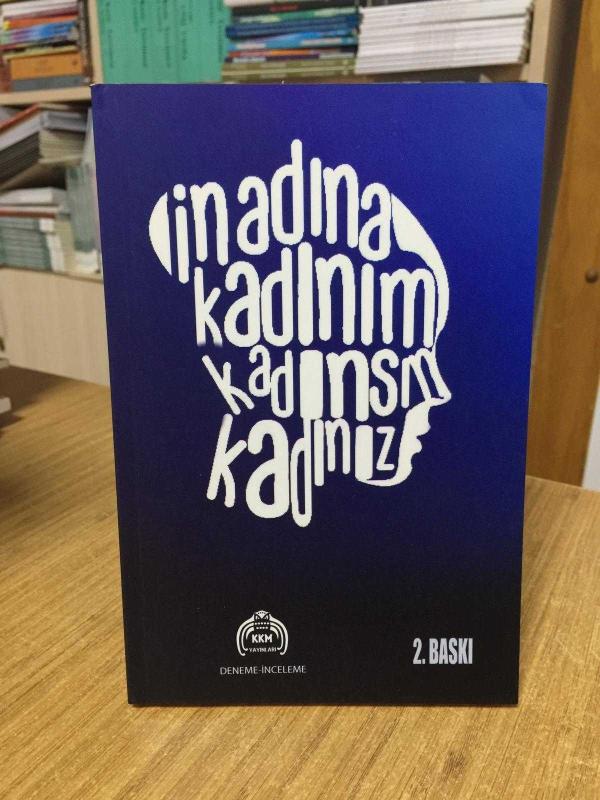 inadına
kadınım
kadınsın
kadınız
KKM
YAYINLARI
DENEME-İNCELEME
2. BASKI